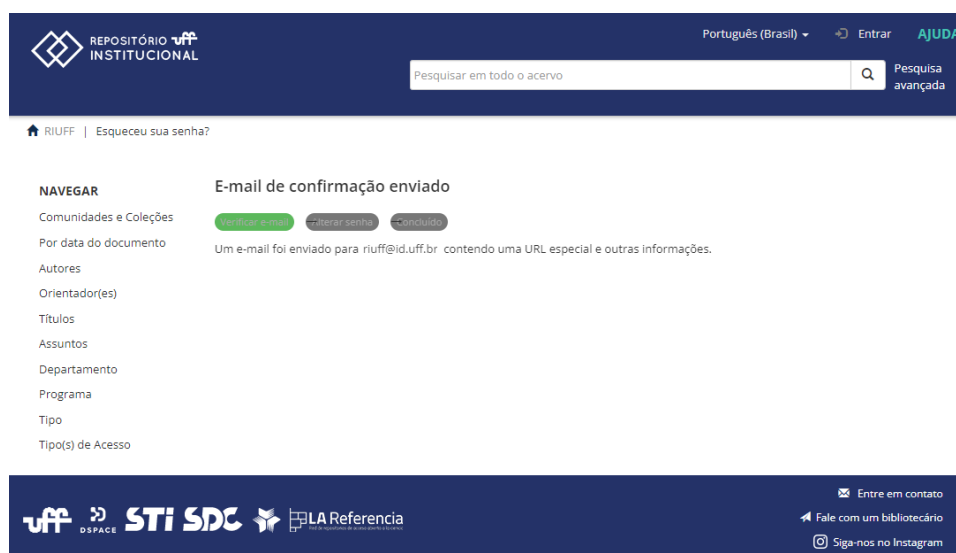 REPOSITÓRIO uff
INSTITUCIONAL
Português (Brasil)
Entrar
AJUDA
Pesquisar em todo o acervo
Pesquisa
avançada
RIUFF | Esqueceu sua senha?
NAVEGAR
Comunidades e Coleções
Por data do documento
Autores
Orientador(es)
Títulos
Assuntos
Departamento
Programa
Tipo
Tipo(s) de Acesso
E-mail de confirmação enviado
Verificar e-mail
Alterar senha
Concluído
Um e-mail foi enviado para riuff@id.uff.br contendo uma URL especial e outras informações.
uff
DSPACE
STi
SDC
LA Referencia
Entre em contato
Fale com um bibliotecário
Siga-nos no Instagram